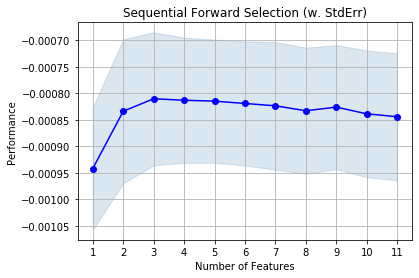 Sequential Forward Selection (w. StdErr)
Performance
−0.00070
−0.00075
−0.00080
−0.00085
−0.00090
−0.00095
−0.00100
−0.00105
1 2 3 4 5 6 7 8 9 10 11
Number of Features